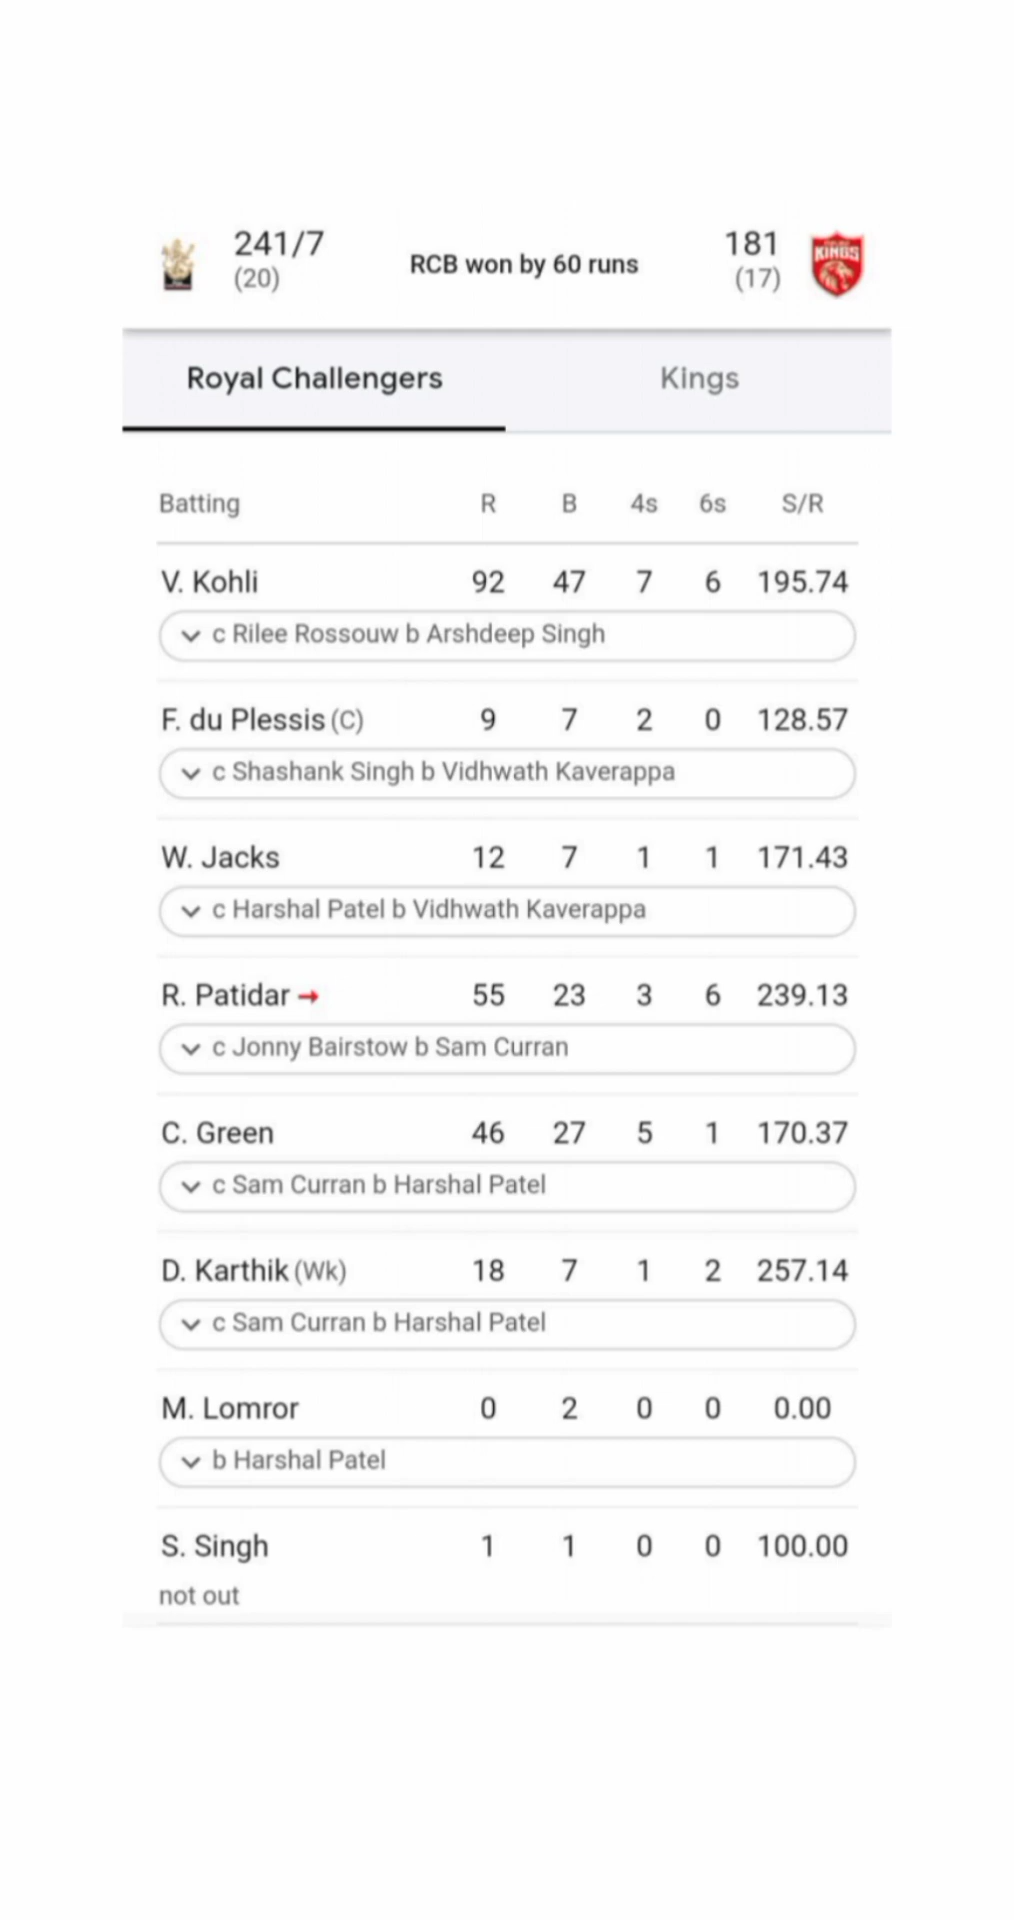 241/7 RCB won by 60 runs 181
(20) (17)
KINGS
Royal Challengers Kings
Batting R B 4s 6s S/R
V. Kohli 92 47 7 6 195.74
c Rilee Rossouw b Arshdeep Singh
F. du Plessis (C) 9 7 2 0 128.57
c Shashank Singh b Vidhwath Kaverappa
W. Jacks 12 7 1 1 171.43
c Harshal Patel b Vidhwath Kaverappa
R. Patidar → 55 23 3 6 239.13
c Jonny Bairstow b Sam Curran
C. Green 46 27 5 1 170.37
c Sam Curran b Harshal Patel
D. Karthik (Wk) 18 7 1 2 257.14
c Sam Curran b Harshal Patel
M. Lomror 0 2 0 0 0.00
b Harshal Patel
S. Singh 1 1 0 0 100.00
not out